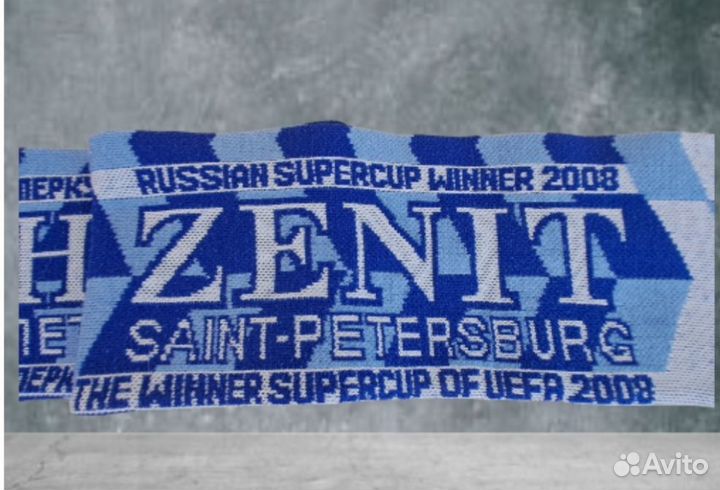 RUSSIAN SUPERCUP WINNER 2008
ZENIT
SAINT-PETERSBURG
THE WINNER SUPERCUP OF UEFA 2008
Avito